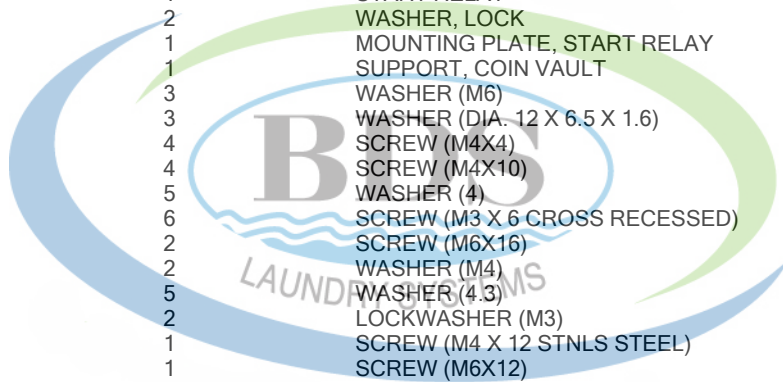 START RELAY
2 WASHER, LOCK
1 MOUNTING PLATE, START RELAY
1 SUPPORT, COIN VAULT
3 WASHER (M6)
3 WASHER (DIA. 12 X 6.5 X 1.6)
4 SCREW (M4X4)
4 SCREW (M4X10)
5 WASHER (4)
6 SCREW (M3 X 6 CROSS RECESSED)
2 SCREW (M6X16)
2 WASHER (M4)
5 WASHER (4.3)
2 LOCKWASHER (M3)
1 SCREW (M4 X 12 STNLS STEEL)
1 SCREW (M6X12)
BDS
LAUNDRY SYSTEMS